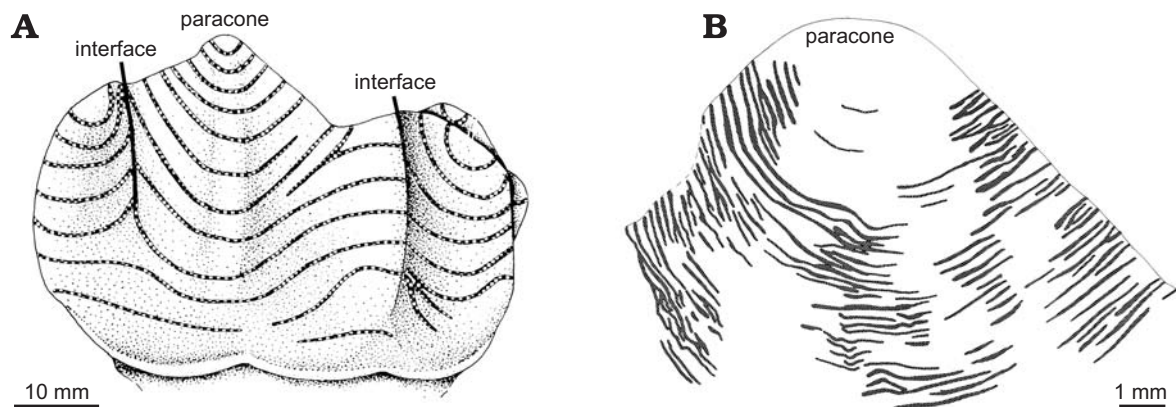 A
paracone
interface
interface
10 mm
B
paracone
1 mm